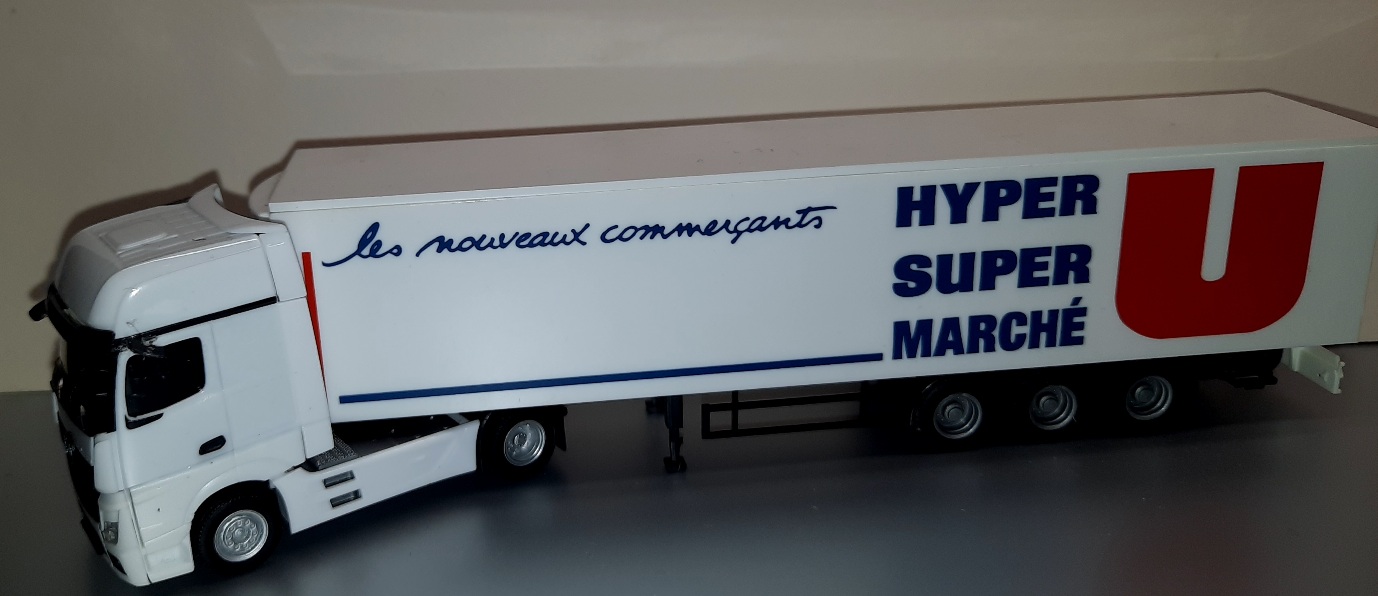 les nouveaux commerçants
HYPER
SUPER
MARCHÉ
U